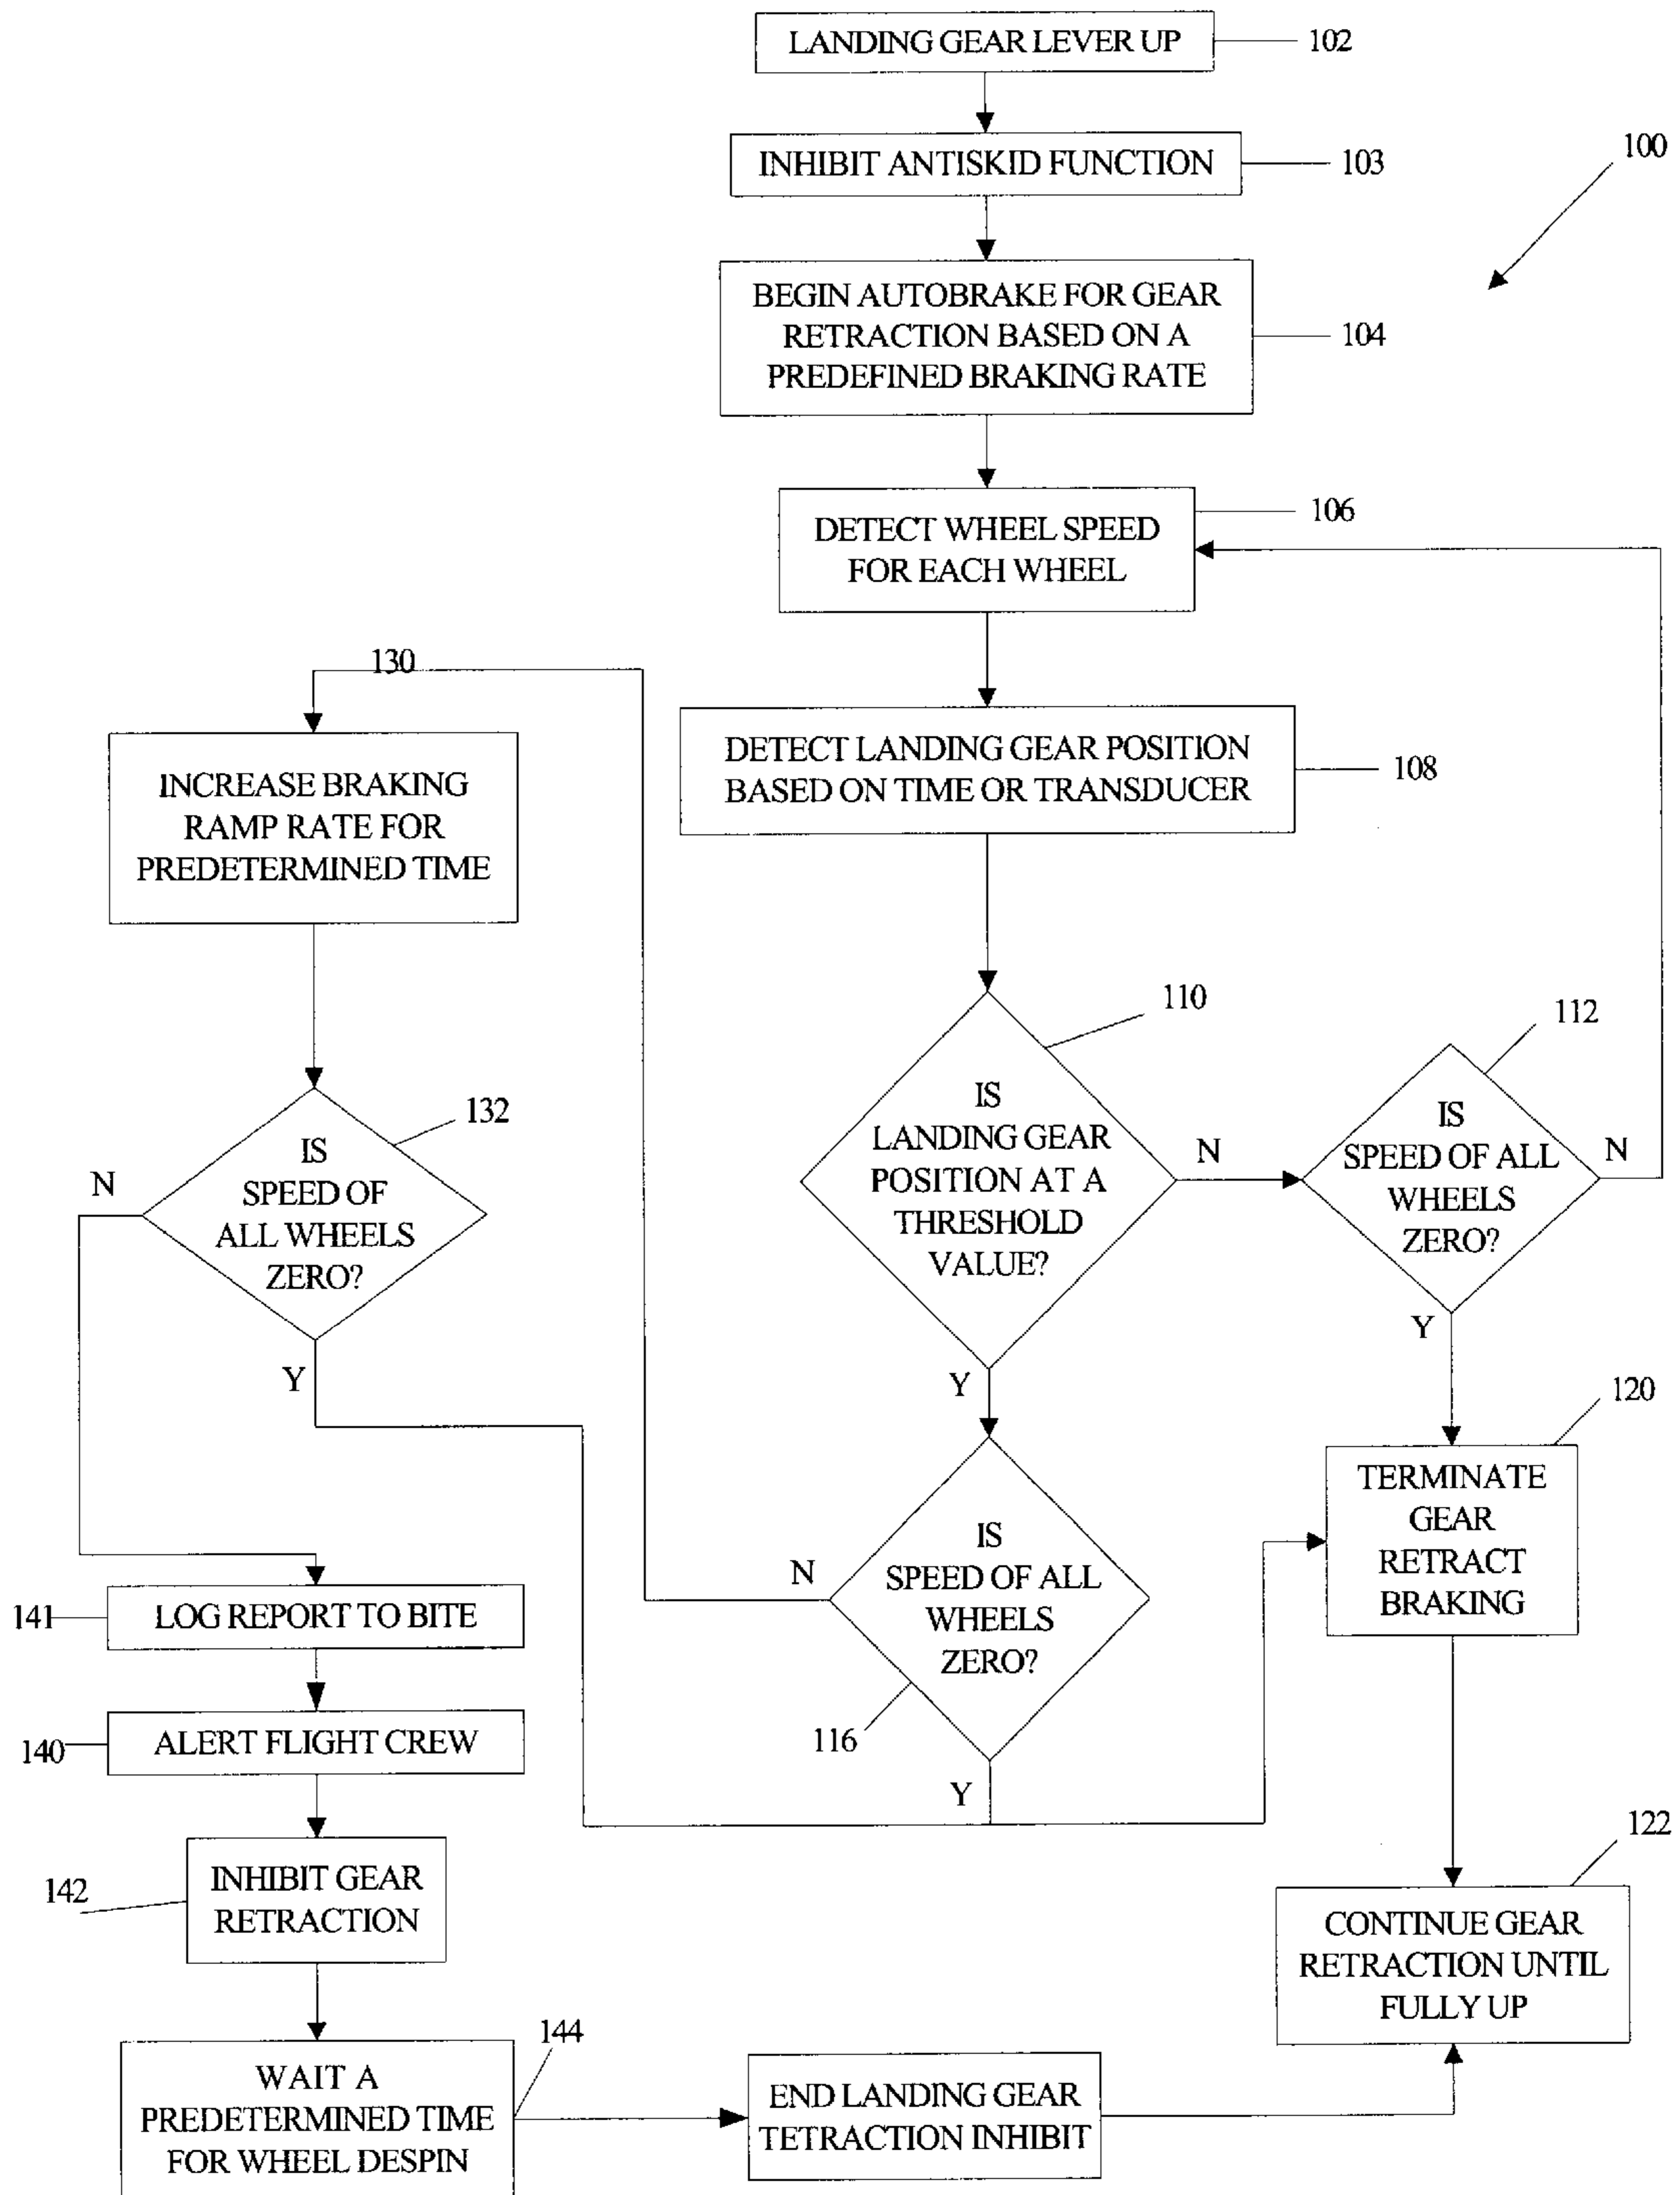 LANDING GEAR LEVER UP
102
INHIBIT ANTISKID FUNCTION
103
100
BEGIN AUTOBRAKE FOR GEAR
RETRACTION BASED ON A
PREDEFINED BRAKING RATE
104
DETECT WHEEL SPEED
FOR EACH WHEEL
106
DETECT LANDING GEAR POSITION
BASED ON TIME OR TRANSDUCER
108
130
INCREASE BRAKING
RAMP RATE FOR
PREDETERMINED TIME
110
IS
LANDING GEAR
POSITION AT A
THRESHOLD
VALUE?
N
Y
112
IS
SPEED OF ALL
WHEELS
ZERO?
N
Y
132
IS
SPEED OF
ALL WHEELS
ZERO?
N
Y
120
TERMINATE
GEAR
RETRACT
BRAKING
IS
SPEED OF ALL
WHEELS
ZERO?
N
116
Y
141
LOG REPORT TO BITE
140
ALERT FLIGHT CREW
142
INHIBIT GEAR
RETRACTION
122
CONTINUE GEAR
RETRACTION UNTIL
FULLY UP
144
WAIT A
PREDETERMINED TIME
FOR WHEEL DESPIN
END LANDING GEAR
TETRACTION INHIBIT